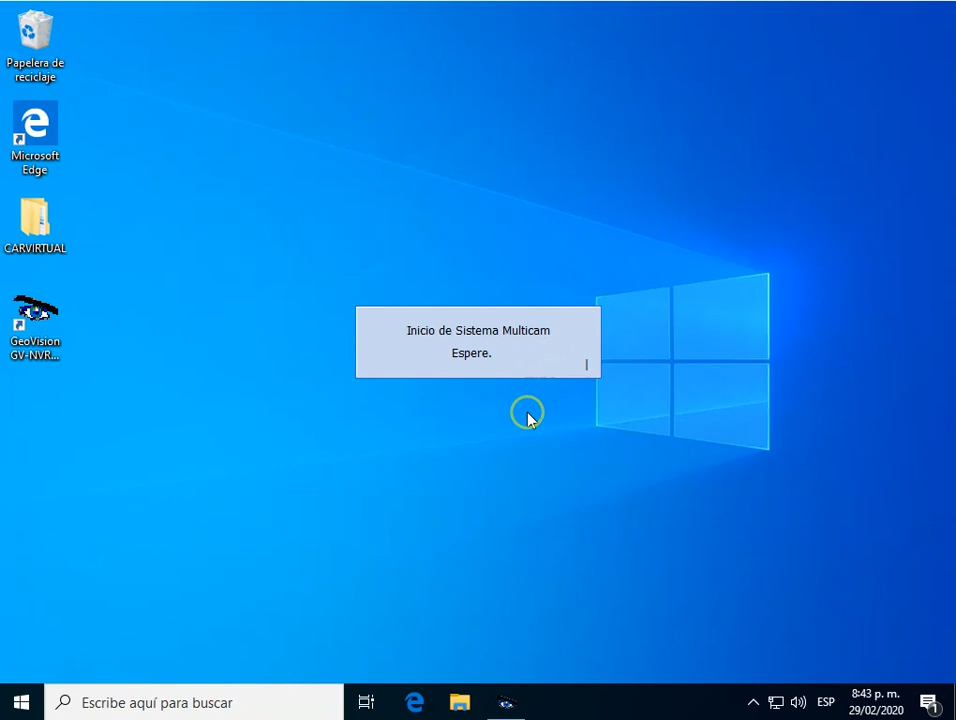 Papelera de
reciclaje
Microsoft
Edge
CARVIRTUAL
GeoVision
GV-NVR...
Inicio de Sistema Multicam
Espere.
Escribe aquí para buscar
ESP
8:43 p. m.
29/02/2020
1